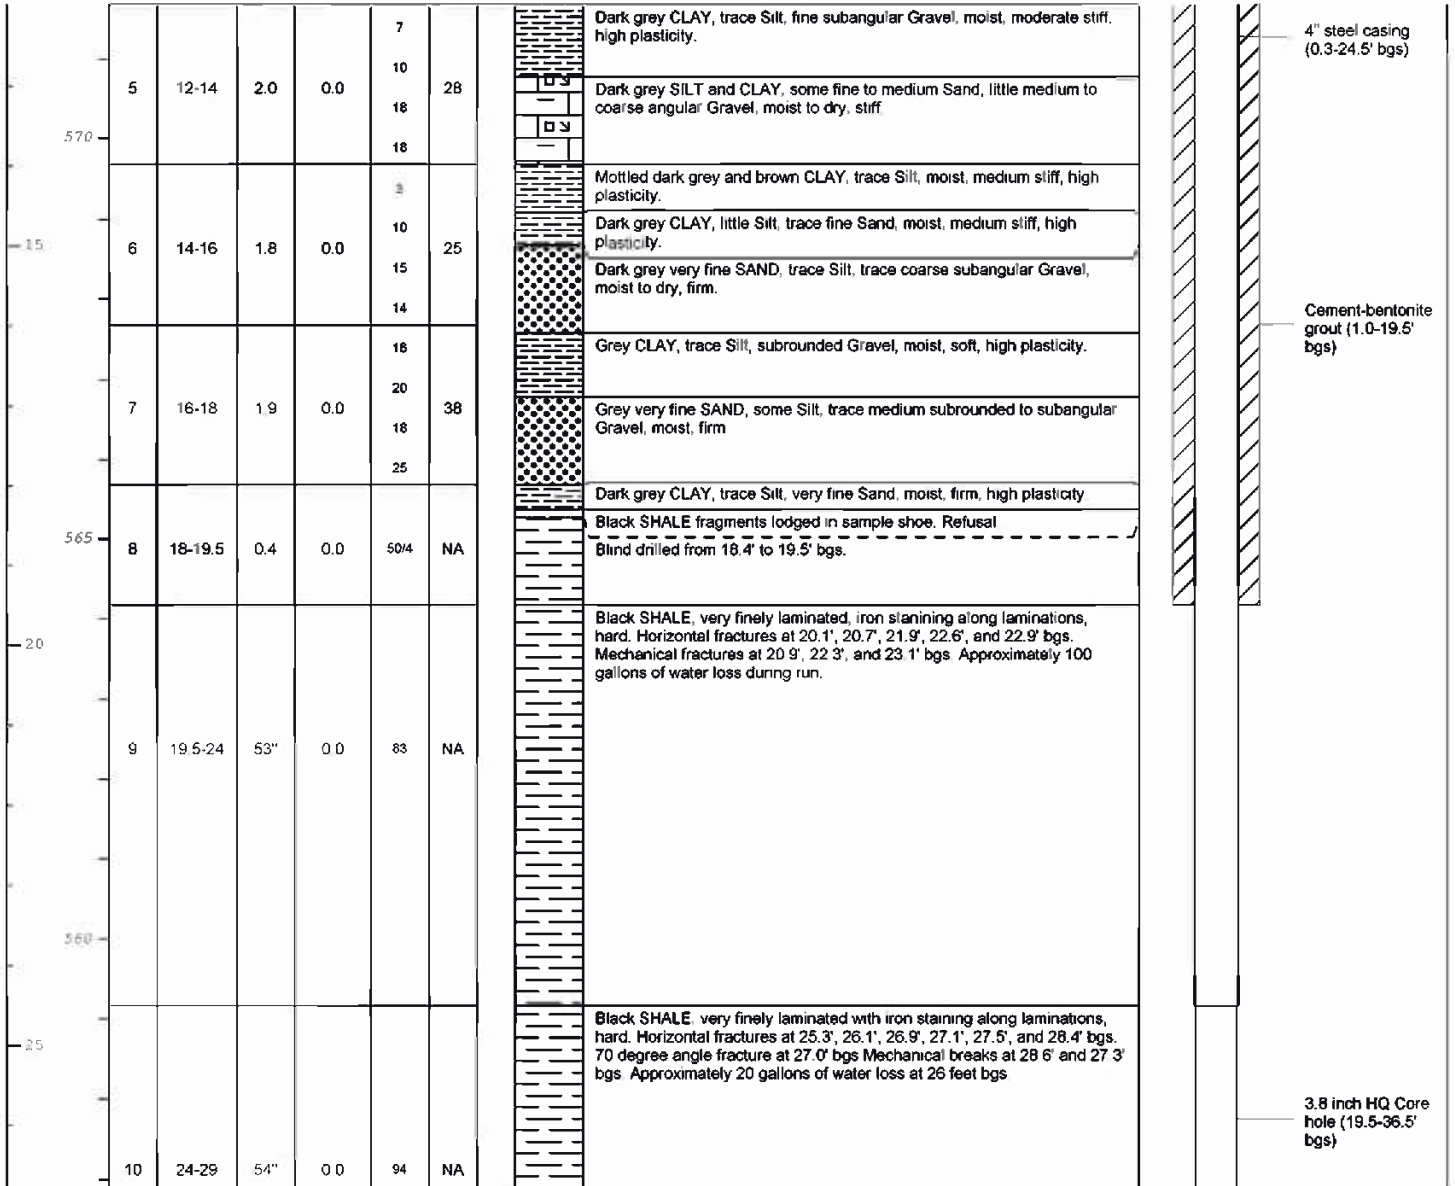 7
Dark grey CLAY, trace Silt, fine subangular Gravel, moist, moderate stiff,
high plasticity.
4" steel casing
(0.3-24.5' bgs)
10
5 12-14 2.0 0.0 28
Dark grey SILT and CLAY, some fine to medium Sand, little medium to
coarse angular Gravel, moist to dry, stiff
18
570
18
3
Mottled dark grey and brown CLAY, trace Silt, moist, medium stiff, high
plasticity.
10
Dark grey CLAY, little Silt, trace fine Sand, moist, medium stiff, high
plasticity.
15
6 14-16 1.8 0.0 25
15
Dark grey very fine SAND, trace Silt, trace coarse subangular Gravel,
moist to dry, firm.
14
Cement-bentonite
grout (1.0-19.5'
bgs)
16
Grey CLAY, trace Silt, subrounded Gravel, moist, soft, high plasticity.
20
7 16-18 1.9 0.0 38
Grey very fine SAND, some Silt, trace medium subrounded to subangular
Gravel, moist, firm
18
25
Dark grey CLAY, trace Silt, very fine Sand, moist, firm, high plasticity
Black SHALE fragments lodged in sample shoe. Refusal
565
8 18-19.5 0.4 0.0 50/4 NA
Blind drilled from 18.4' to 19.5' bgs.
Black SHALE, very finely laminated, iron stanining along laminations,
hard. Horizontal fractures at 20.1', 20.7', 21.9', 22.6', and 22.9' bgs.
Mechanical fractures at 20 9', 22 3', and 23.1' bgs. Approximately 100
gallons of water loss during run.
20
9 19 5-24 53" 0 0 83 NA
560
Black SHALE, very finely laminated with iron staining along laminations,
hard. Horizontal fractures at 25.3', 26.1', 26.9', 27.1', 27.5', and 28.4' bgs.
70 degree angle fracture at 27.0' bgs Mechanical breaks at 28 6' and 27 3'
bgs. Approximately 20 gallons of water loss at 26 feet bgs
25
3.8 inch HQ Core
hole (19.5-36.5'
bgs)
10 24-29 54" 0 0 94 NA